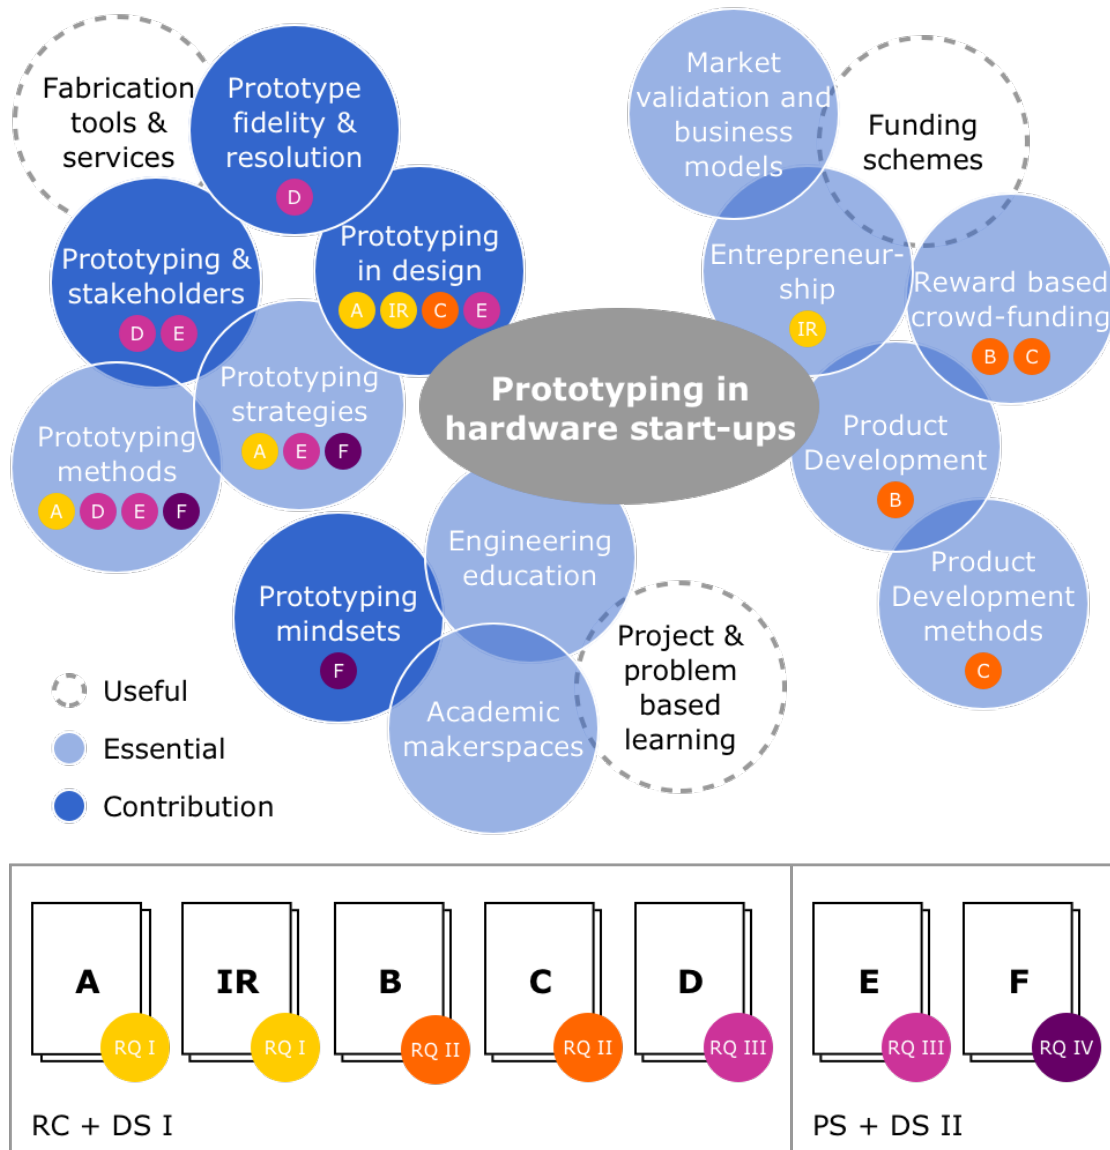 Fabrication
tools &
services
Prototype
fidelity &
resolution
D
Prototyping &
stakeholders
D E
Prototyping
in design
A IR C E
Prototyping
strategies
A E F
Prototyping
methods
A D E F
Market
validation and
business
models
Funding
schemes
Entrepreneur-
ship
IR
Reward based
crowd-funding
B C
Prototyping in
hardware start-ups
Product
Development
B
Product
Development
methods
C
Engineering
education
Prototyping
mindsets
F
Academic
makerspaces
Project &
problem
based
learning
Useful
Essential
Contribution
A
RQ I
IR
RQ I
B
RQ II
C
RQ II
D
RQ III
E
RQ III
F
RQ IV
RC + DS I
PS + DS II